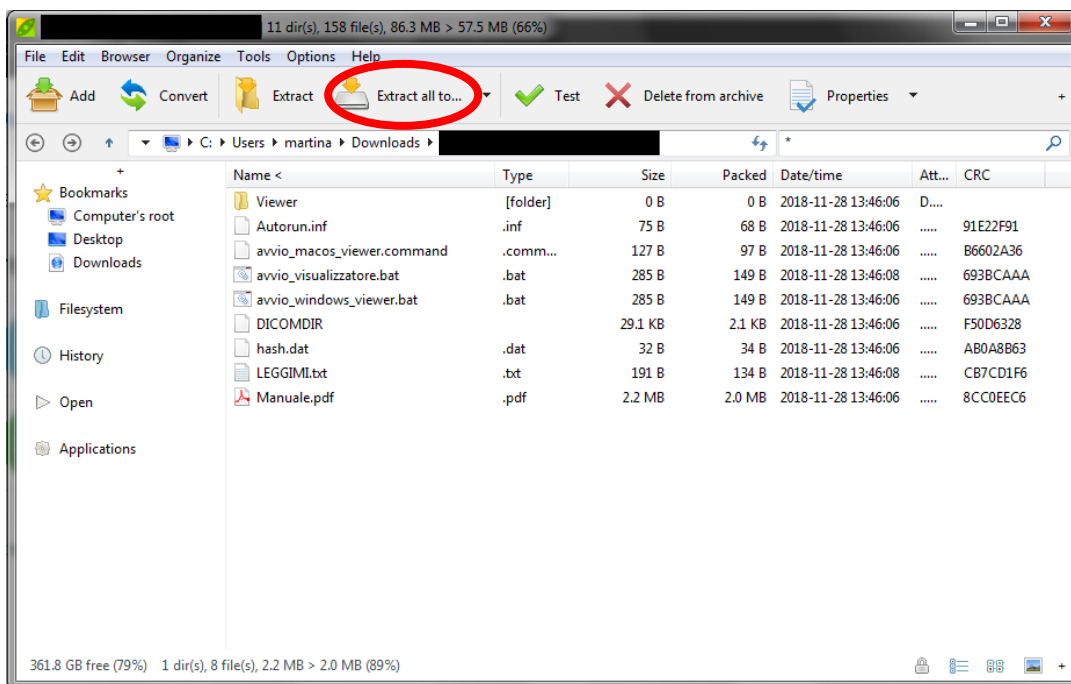 11 dir(s), 158 file(s), 86.3 MB > 57.5 MB (66%)
File Edit Browser Organize Tools Options Help
Add Convert Extract Extract all to... Test Delete from archive Properties +
C: Users martina Downloads *
+ Name < Type Size Packed Date/time Att... CRC
Bookmarks
Computer's root
Desktop
Downloads
Filesystem
History
Open
Applications
Viewer [folder] 0 B 0 B 2018-11-28 13:46:06 D....
Autorun.inf .inf 75 B 68 B 2018-11-28 13:46:06 ..... 91E22F91
avvio_macos_viewer.command .comm... 127 B 97 B 2018-11-28 13:46:06 ..... B6602A36
avvio_visualizzatore.bat .bat 285 B 149 B 2018-11-28 13:46:08 ..... 693BCAAA
avvio_windows_viewer.bat .bat 285 B 149 B 2018-11-28 13:46:06 ..... 693BCAAA
DICOMDIR 29.1 KB 2.1 KB 2018-11-28 13:46:06 ..... F50D6328
hash.dat .dat 32 B 34 B 2018-11-28 13:46:06 ..... AB0A8B63
LEGGIMI.txt .txt 191 B 134 B 2018-11-28 13:46:08 ..... CB7CD1F6
Manuale.pdf .pdf 2.2 MB 2.0 MB 2018-11-28 13:46:06 ..... 8CC0EEC6
361.8 GB free (79%) 1 dir(s), 8 file(s), 2.2 MB > 2.0 MB (89%) +